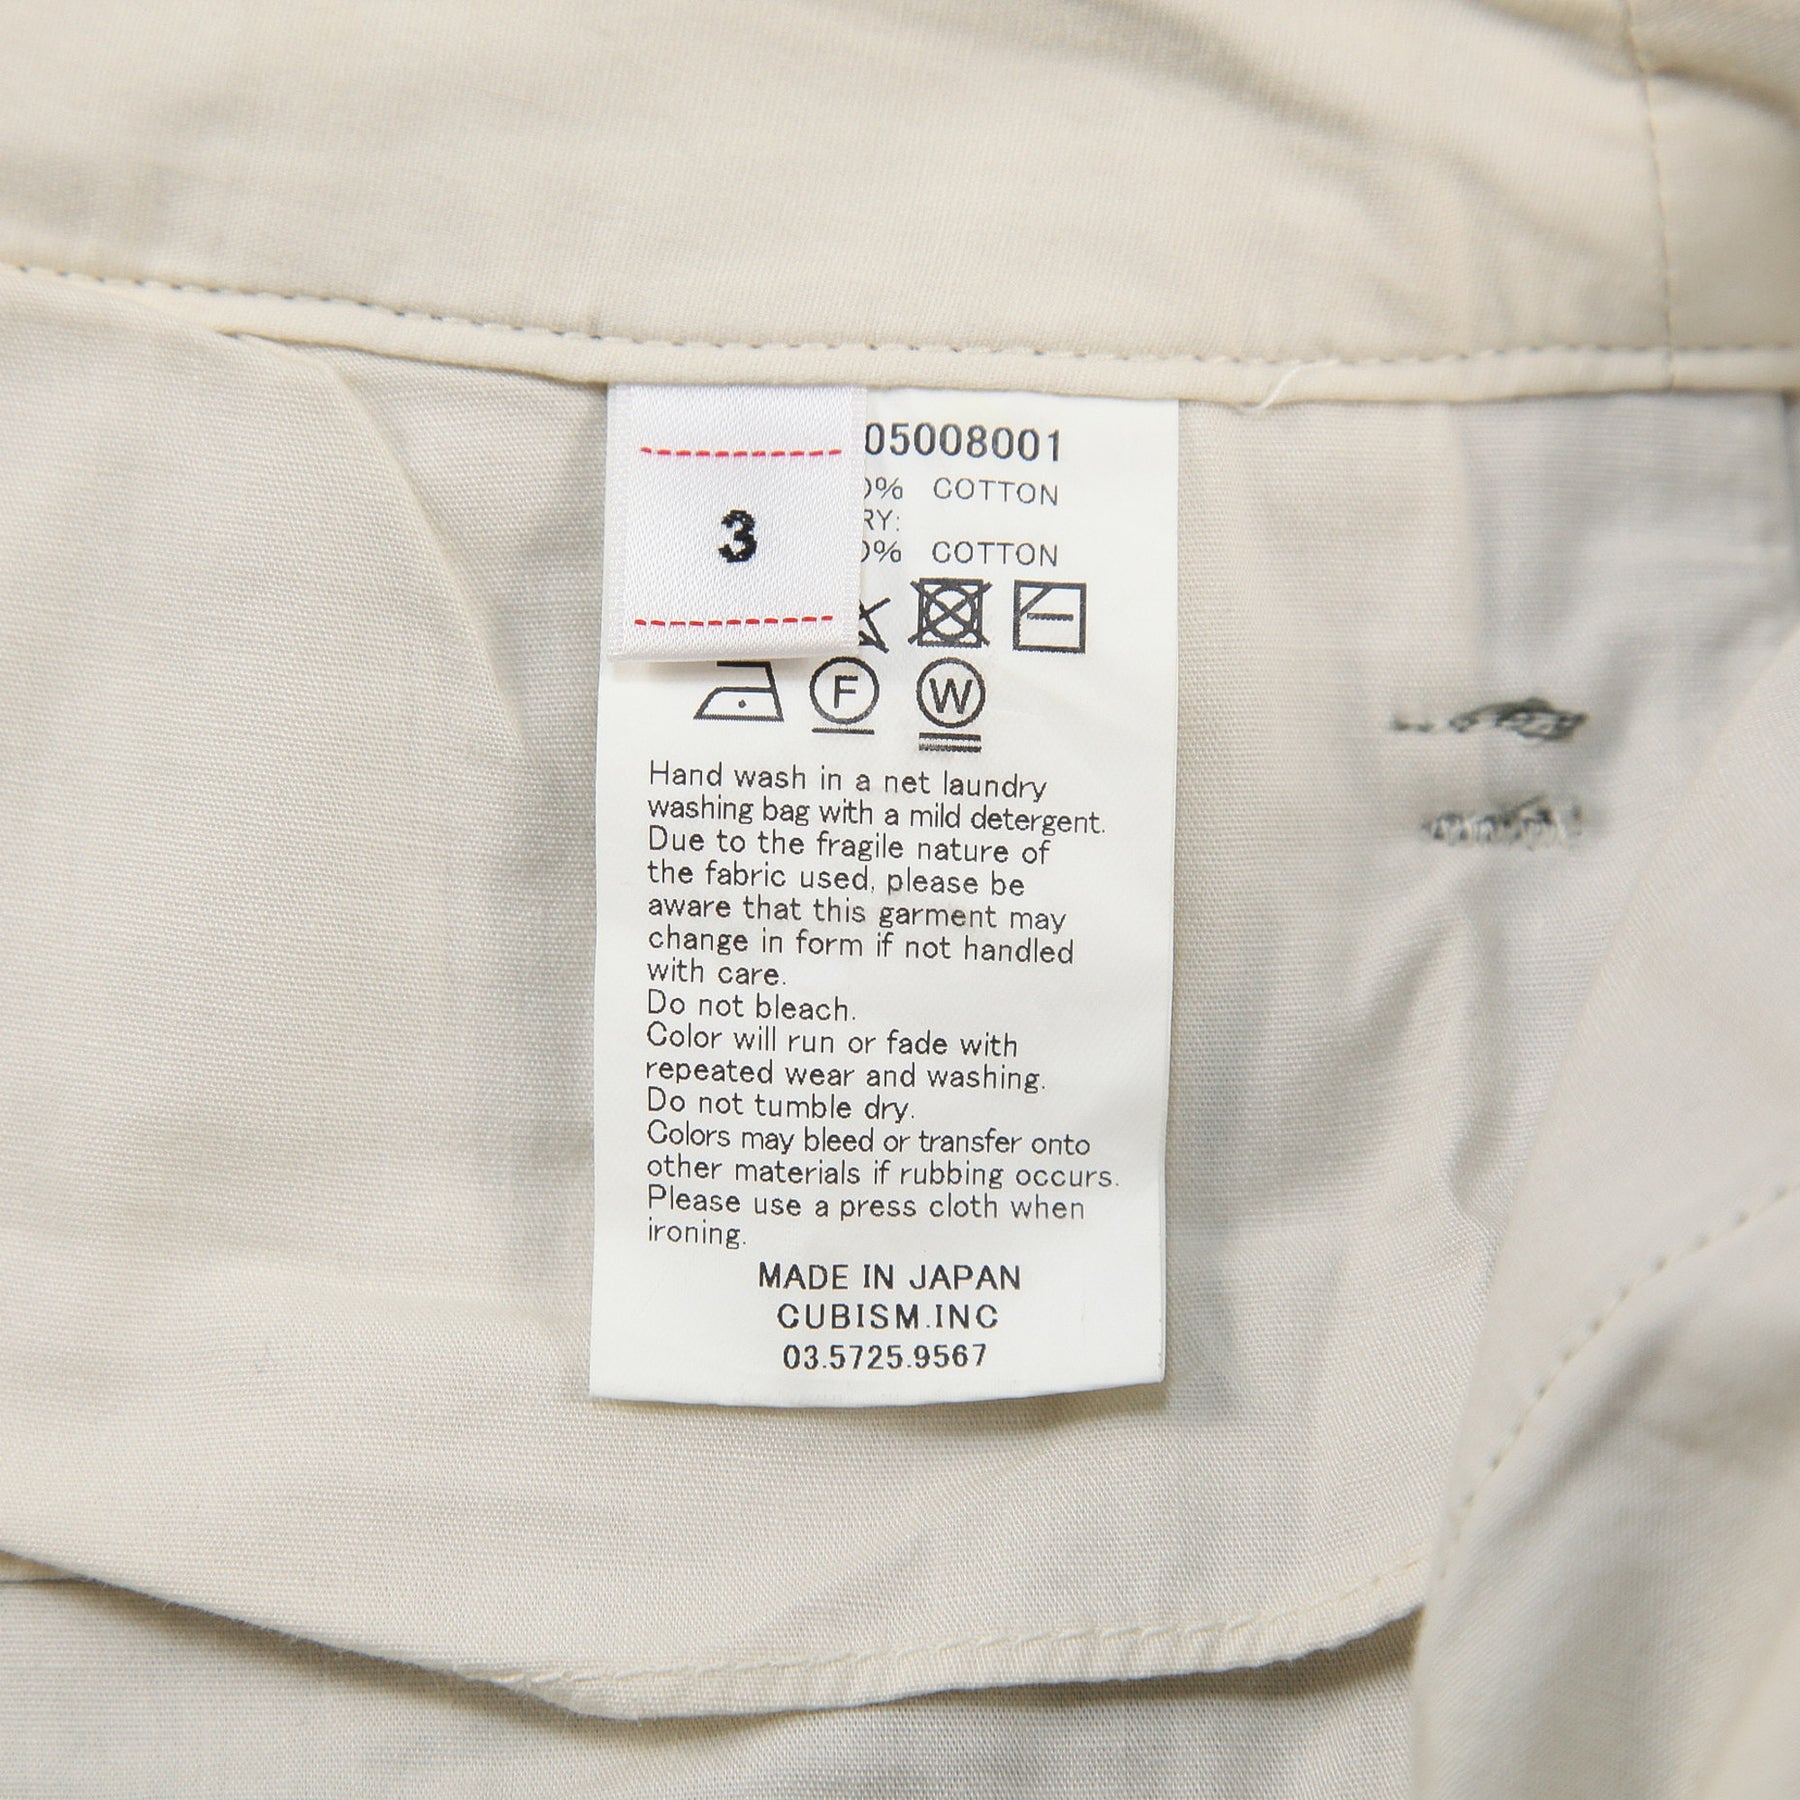 05008001
3
% COTTON
RY:
% COTTON
F W
Hand wash in a net laundry
washing bag with a mild detergent.
Due to the fragile nature of
the fabric used, please be
aware that this garment may
change in form if not handled
with care.
Do not bleach.
Color will run or fade with
repeated wear and washing.
Do not tumble dry.
Colors may bleed or transfer onto
other materials if rubbing occurs.
Please use a press cloth when
ironing.
MADE IN JAPAN
CUBISM.INC
03.5725.9567